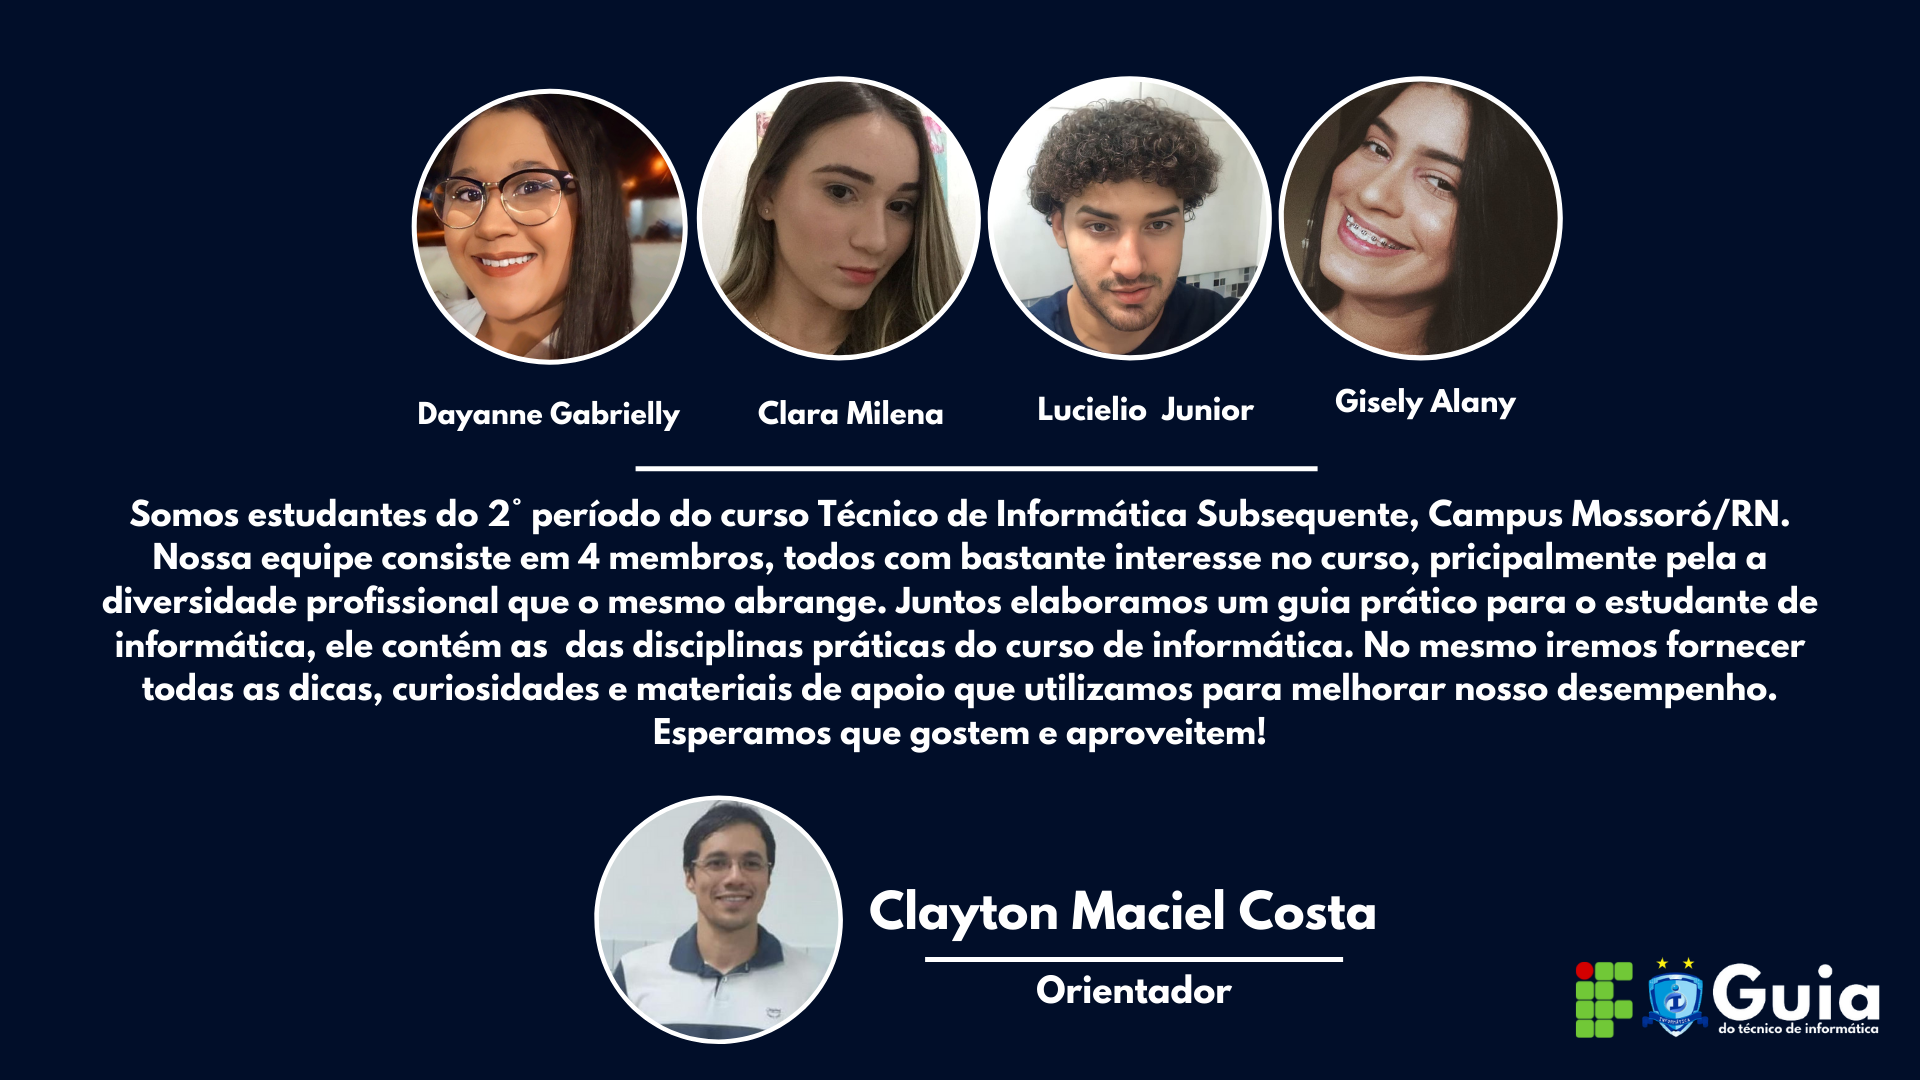 Dayanne Gabrielly
Clara Milena
Lucielio Junior
Gisely Alany
Somos estudantes do 2° período do curso Técnico de Informática Subsequente, Campus Mossoró/RN.
Nossa equipe consiste em 4 membros, todos com bastante interesse no curso, pricipalmente pela a
diversidade profissional que o mesmo abrange. Juntos elaboramos um guia prático para o estudante de
informática, ele contém as das disciplinas práticas do curso de informática. No mesmo iremos fornecer
todas as dicas, curiosidades e materiais de apoio que utilizamos para melhorar nosso desempenho.
Esperamos que gostem e aproveitem!
Clayton Maciel Costa
Orientador
Guia
do técnico de informática